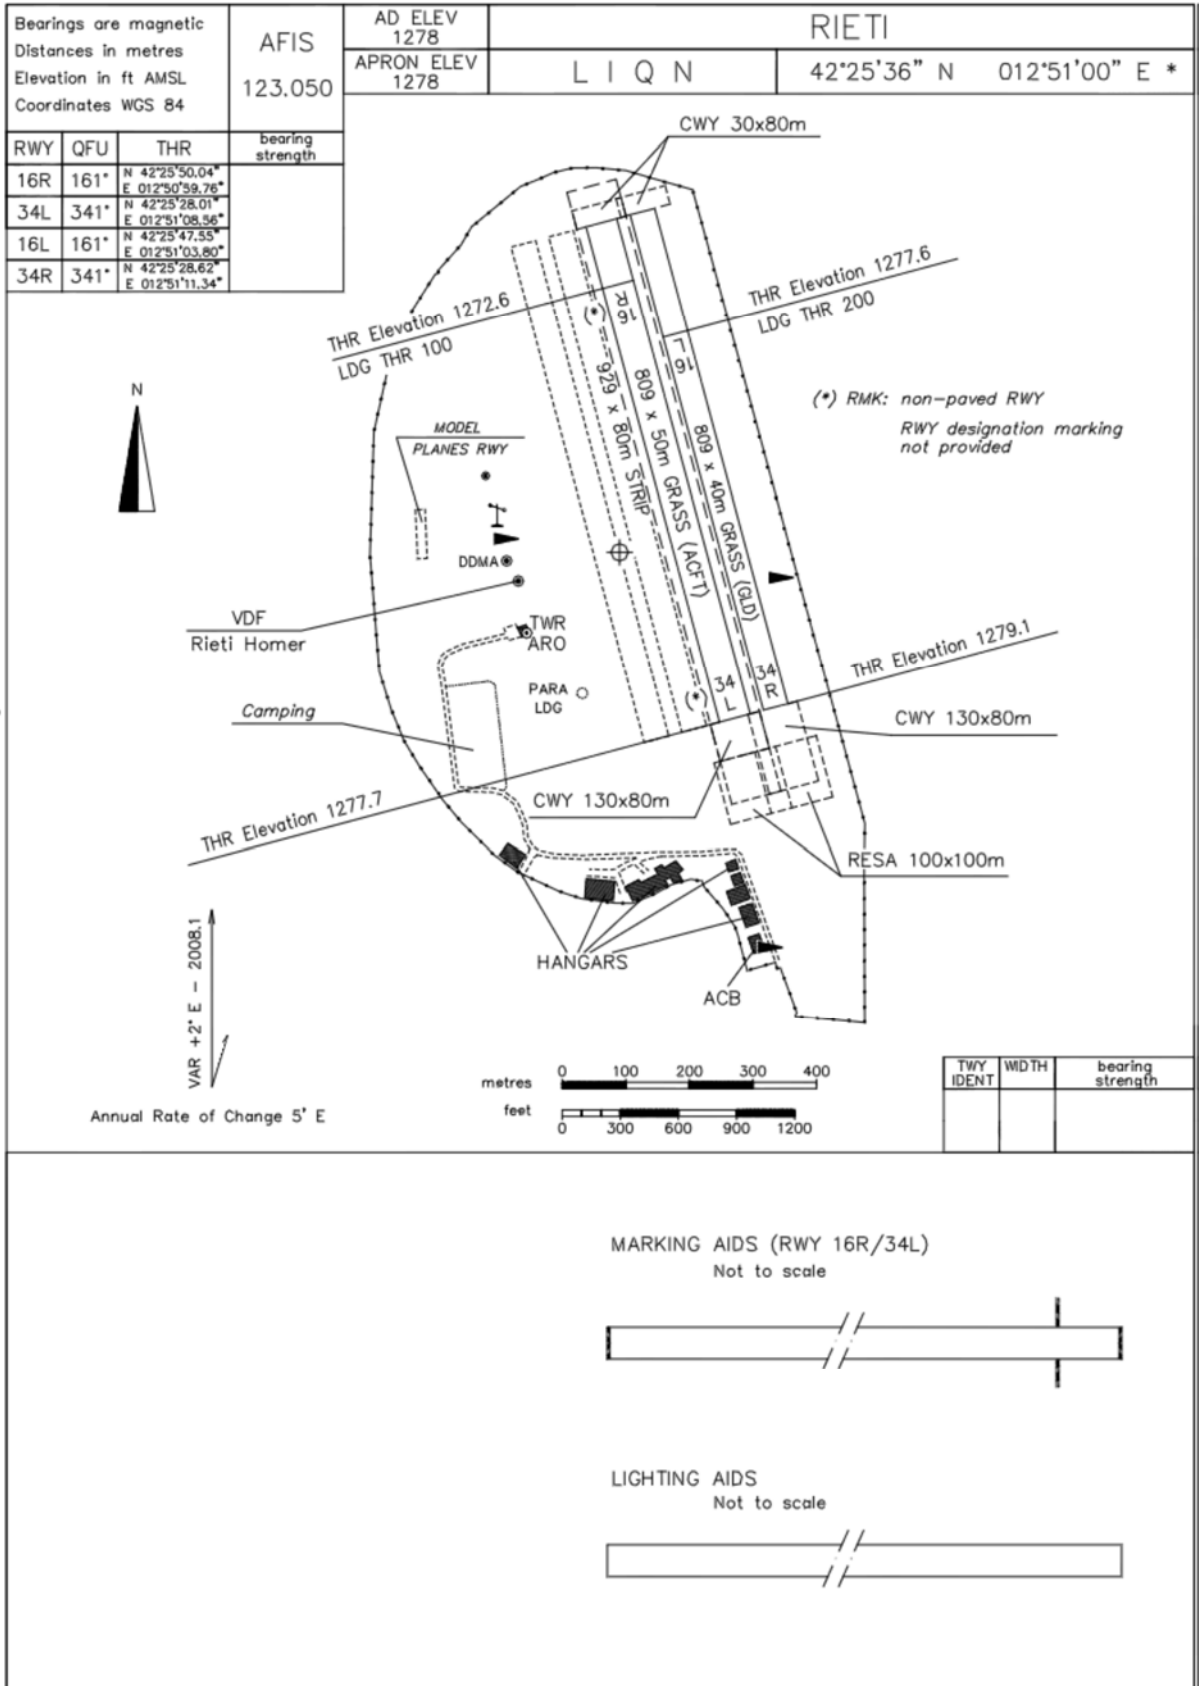 Bearings are magnetic
Distances in metres
Elevation in ft AMSL
Coordinates WGS 84
AFIS
123.050
AD ELEV
1278
APRON ELEV
1278
RIETI
LIQN
42°25'36" N 012°51'00" E *
RWY QFU THR bearing strength
16R 161° N 42°25'50.04"
E 012°50'59.76"
34L 341° N 42°25'28.01"
E 012°51'08.56"
16L 161° N 42°25'47.55"
E 012°51'03.80"
34R 341° N 42°25'28.62"
E 012°51'11.34"
CWY 30x80m
THR Elevation 1272.6
LDG THR 100
THR Elevation 1277.6
LDG THR 200
(*)
16
R
16
L
929 x 80m STRIP
809 x 50m GRASS (ACFT)
809 x 40m GRASS (GLD)
(*) RMK: non-paved RWY
RWY designation marking
not provided
N
MODEL
PLANES RWY
DDMA
VDF
Rieti Homer
TWR
ARO
PARA
LDG
Camping
(*)
34
L
34
R
THR Elevation 1279.1
CWY 130x80m
THR Elevation 1277.7
CWY 130x80m
RESA 100x100m
HANGARS
ACB
VAR +2° E - 2008.1
Annual Rate of Change 5' E
metres
0 100 200 300 400
feet
0 300 600 900 1200
TWY
IDENT
WIDTH
bearing
strength
MARKING AIDS (RWY 16R/34L)
Not to scale
LIGHTING AIDS
Not to scale